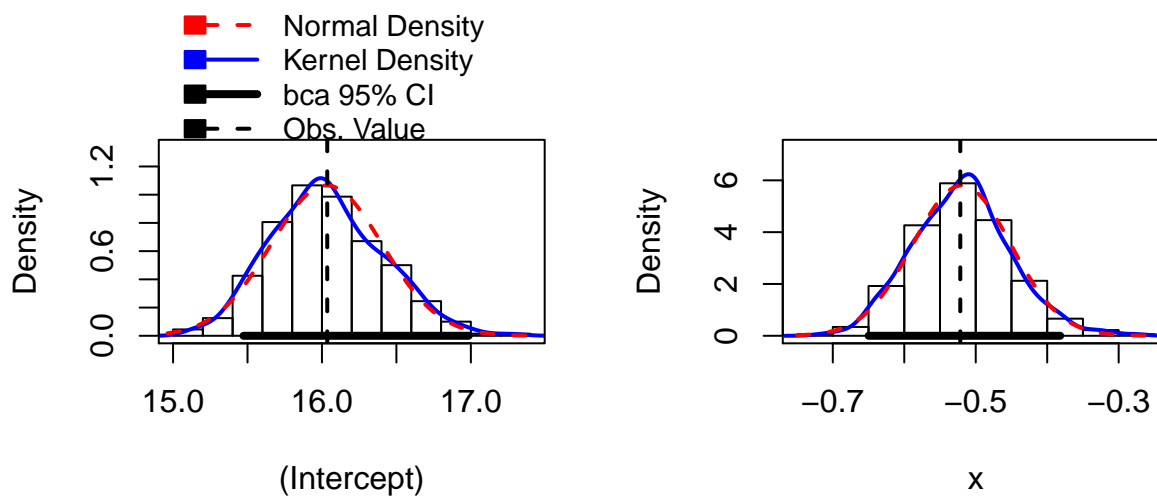 Normal Density
Kernel Density
bca 95% CI
Obs. Value
Density
0.0 0.6 1.2
15.0 16.0 17.0
(Intercept)
Density
0 2 4 6
−0.7 −0.5 −0.3
x